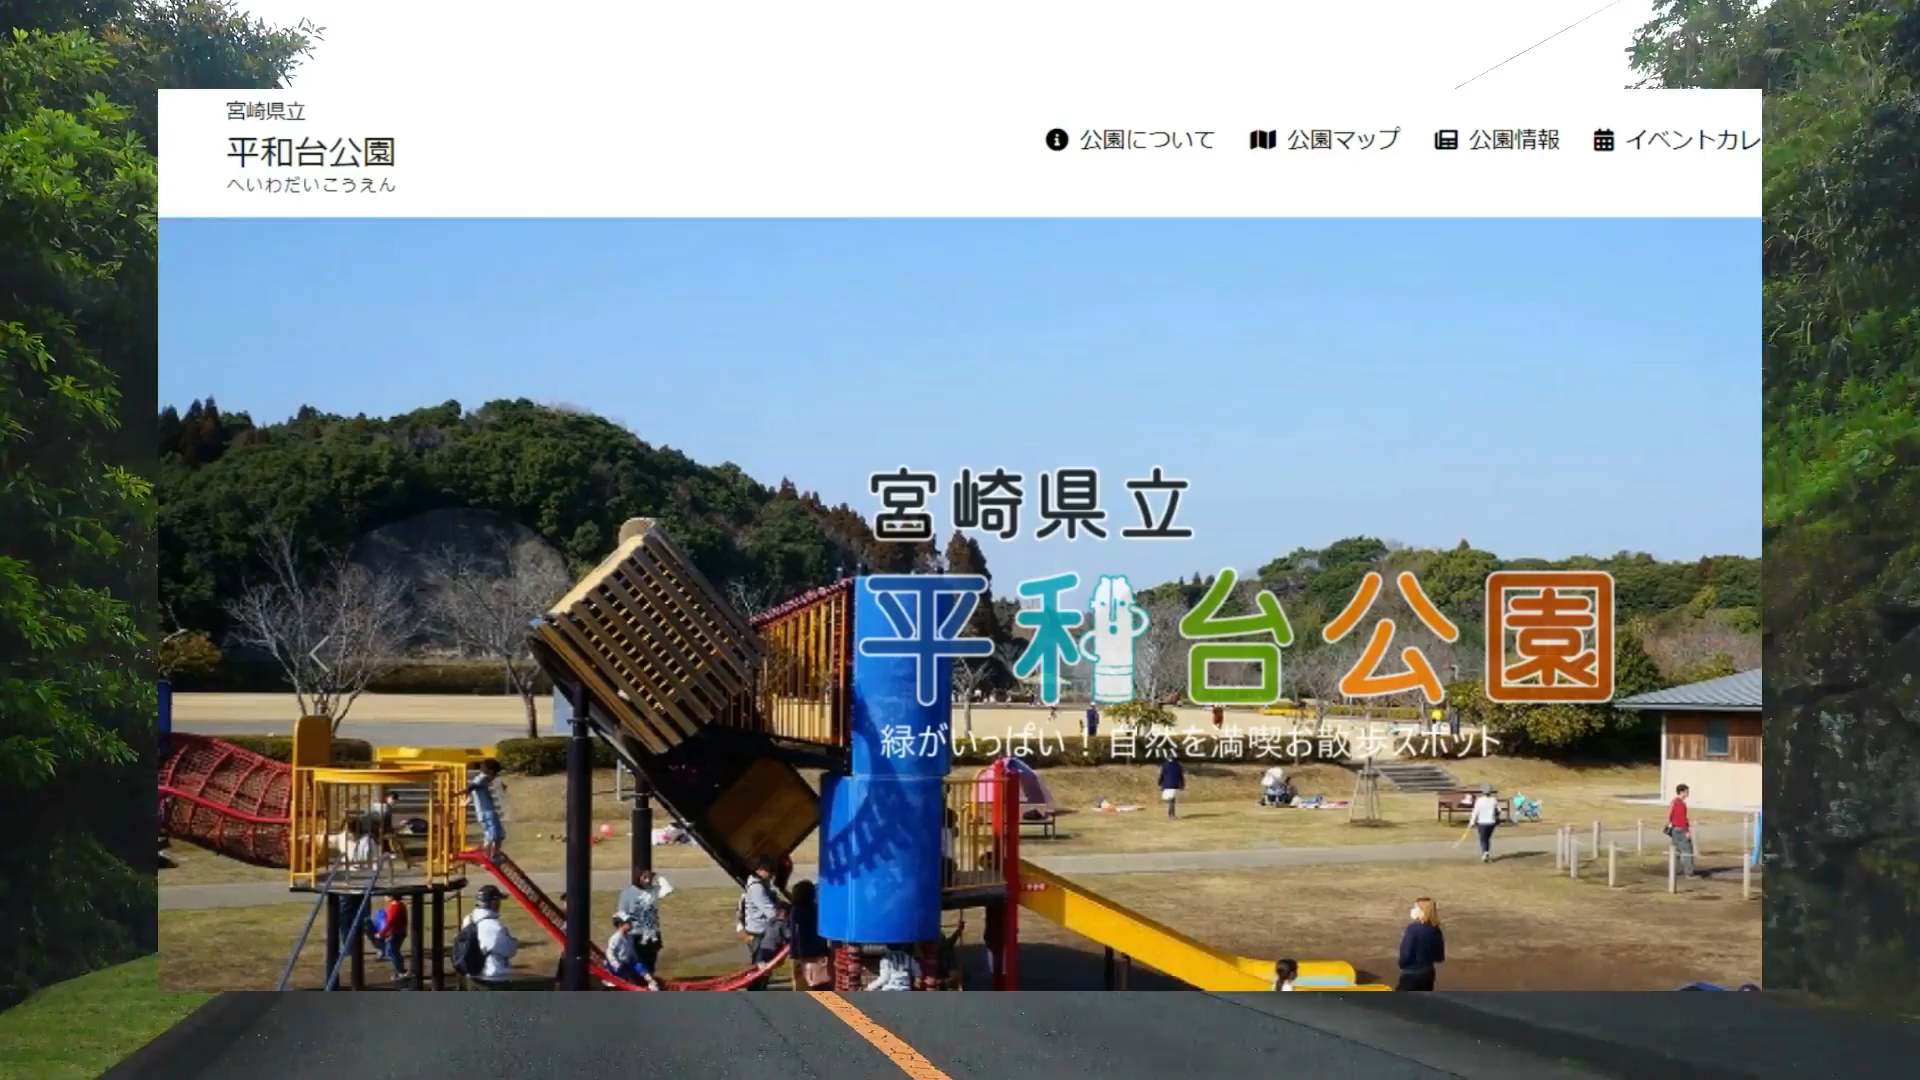 宮崎県立
平和台公園
へいわだいこうえん
公園について
公園マップ
公園情報
イベントカレ
宮崎県立
平和台公園
緑がいっぱい！自然を満喫お散歩スポット